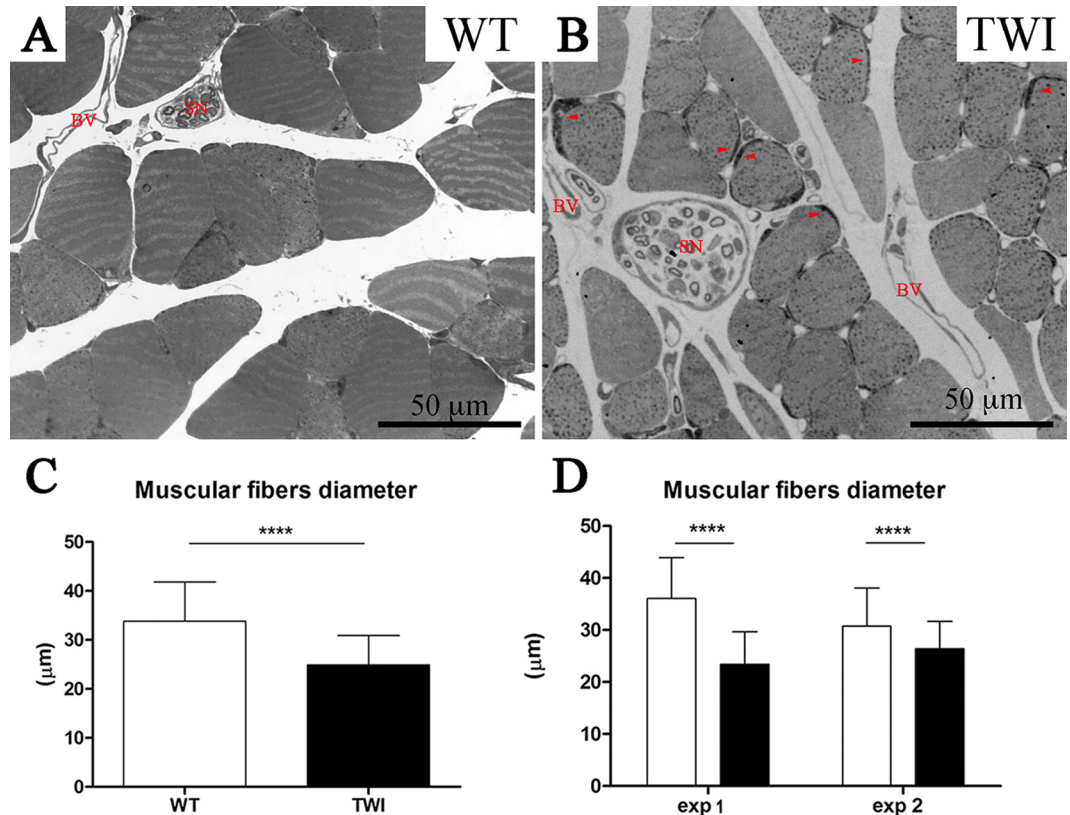 A
WT
SN
BV
50 µm
B
TWI
BV
SN
BV
50 µm
C
Muscular fibers diameter
****
50
40
30
20
10
0
(µm)
WT
TWI
D
Muscular fibers diameter
****
****
50
40
30
20
10
0
(µm)
exp 1
exp 2